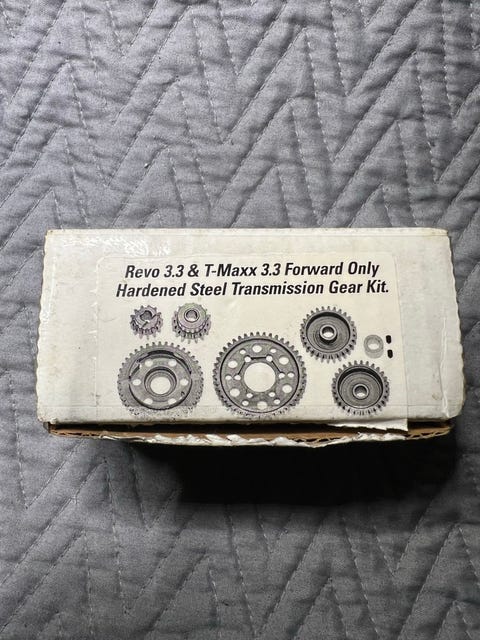 Revo 3.3 & T-Maxx 3.3 Forward Only
Hardened Steel Transmission Gear Kit.